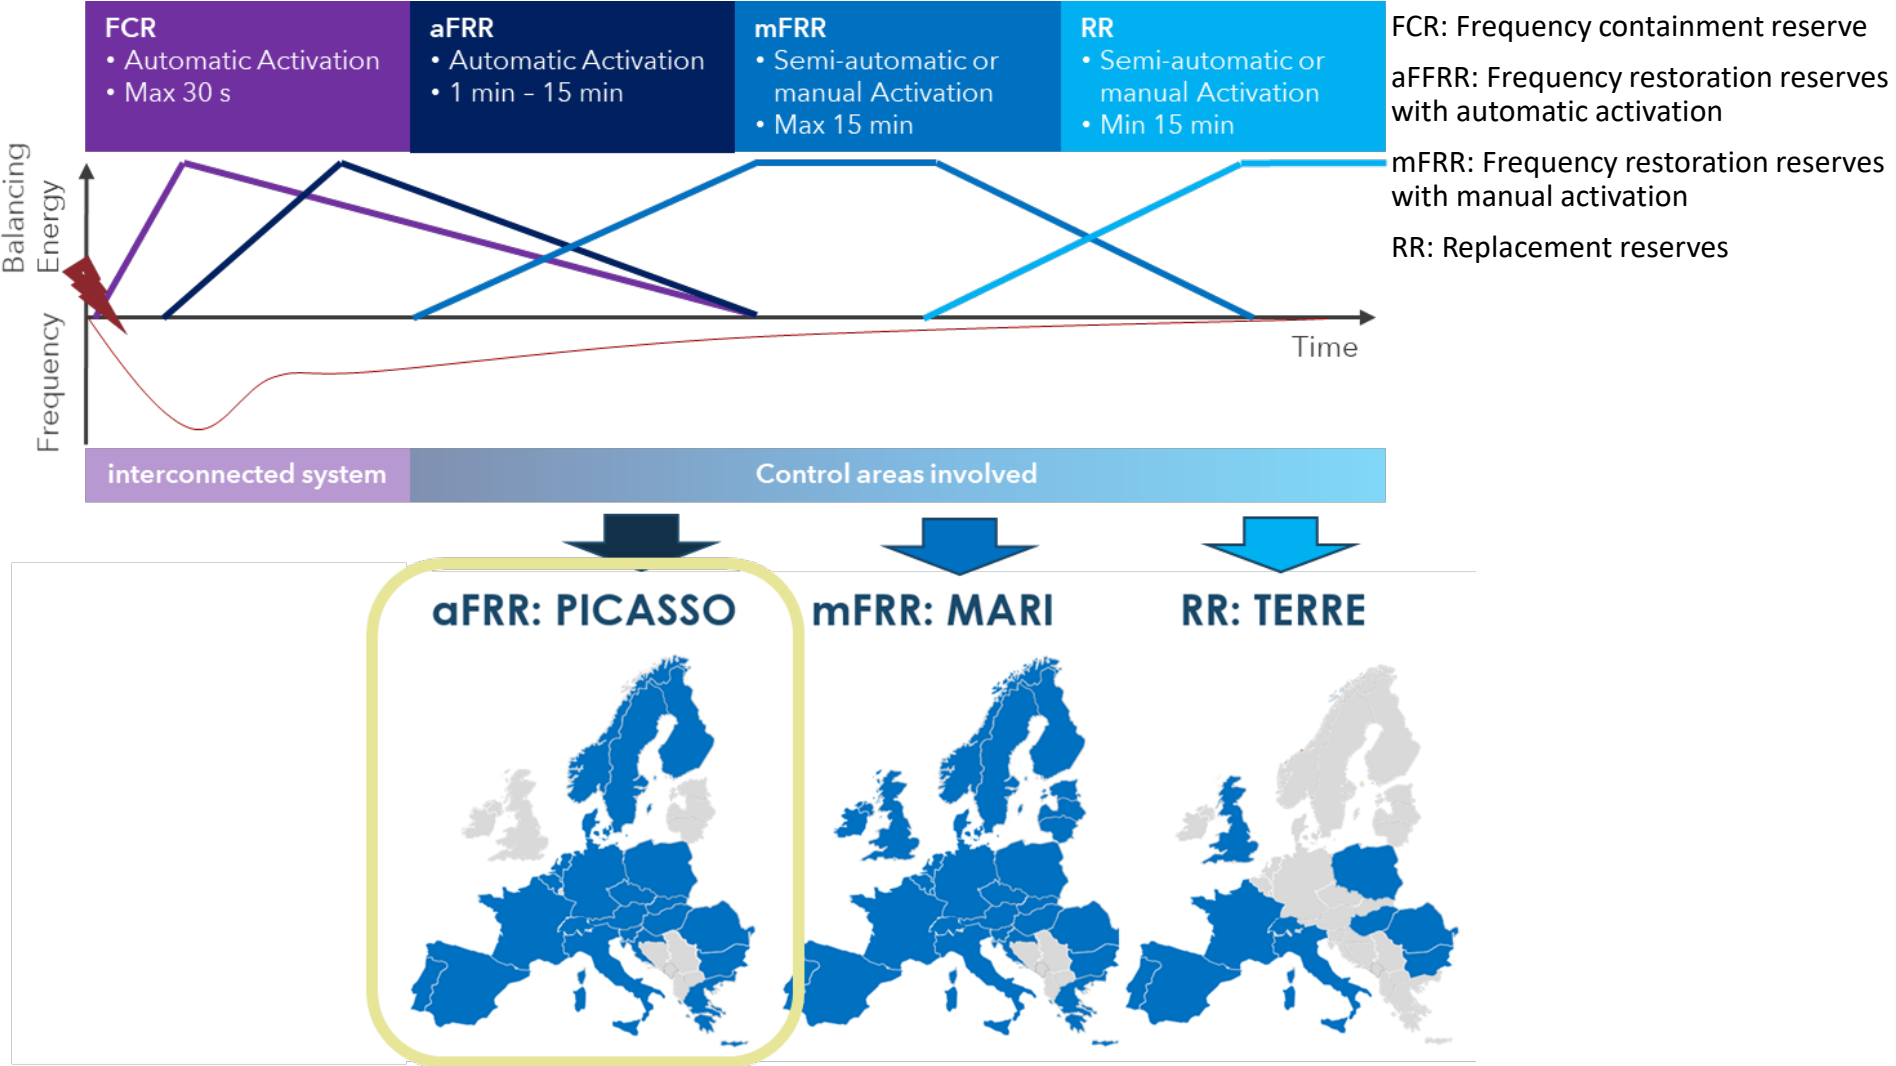 FCR
• Automatic Activation
• Max 30 s
aFRR
• Automatic Activation
• 1 min – 15 min
mFRR
• Semi-automatic or
manual Activation
• Max 15 min
RR
• Semi-automatic or
manual Activation
• Min 15 min
FCR: Frequency containment reserve
aFFRR: Frequency restoration reserves
with automatic activation
mFRR: Frequency restoration reserves
with manual activation
RR: Replacement reserves
Balancing
Energy
Frequency
Time
interconnected system
Control areas involved
aFRR: PICASSO
mFRR: MARI
RR: TERRE